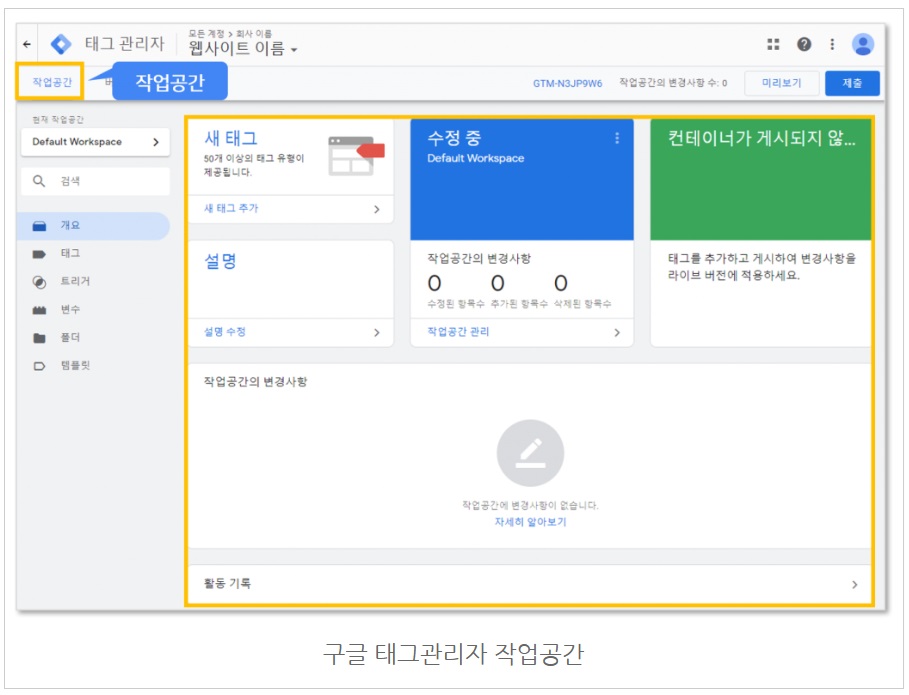 모든 계정 > 회사 이름
태그 관리자
웹사이트 이름
작업공간
작업공간
GTM-N3JP9W6
작업공간의 변경사항 수: 0
미리보기
제출
현재 작업공간
Default Workspace
검색
개요
태그
트리거
변수
폴더
템플릿
새 태그
50개 이상의 태그 유형이
제공됩니다.
새 태그 추가
설명
설명 수정
수정 중
Default Workspace
작업공간의 변경사항
0 0 0
수정된 항목수 추가된 항목수 삭제된 항목수
작업공간 관리
컨테이너가 게시되지 않...
태그를 추가하고 게시하여 변경사항을
라이브 버전에 적용하세요.
작업공간의 변경사항
작업공간에 변경사항이 없습니다.
자세히 알아보기
활동 기록
구글 태그관리자 작업공간